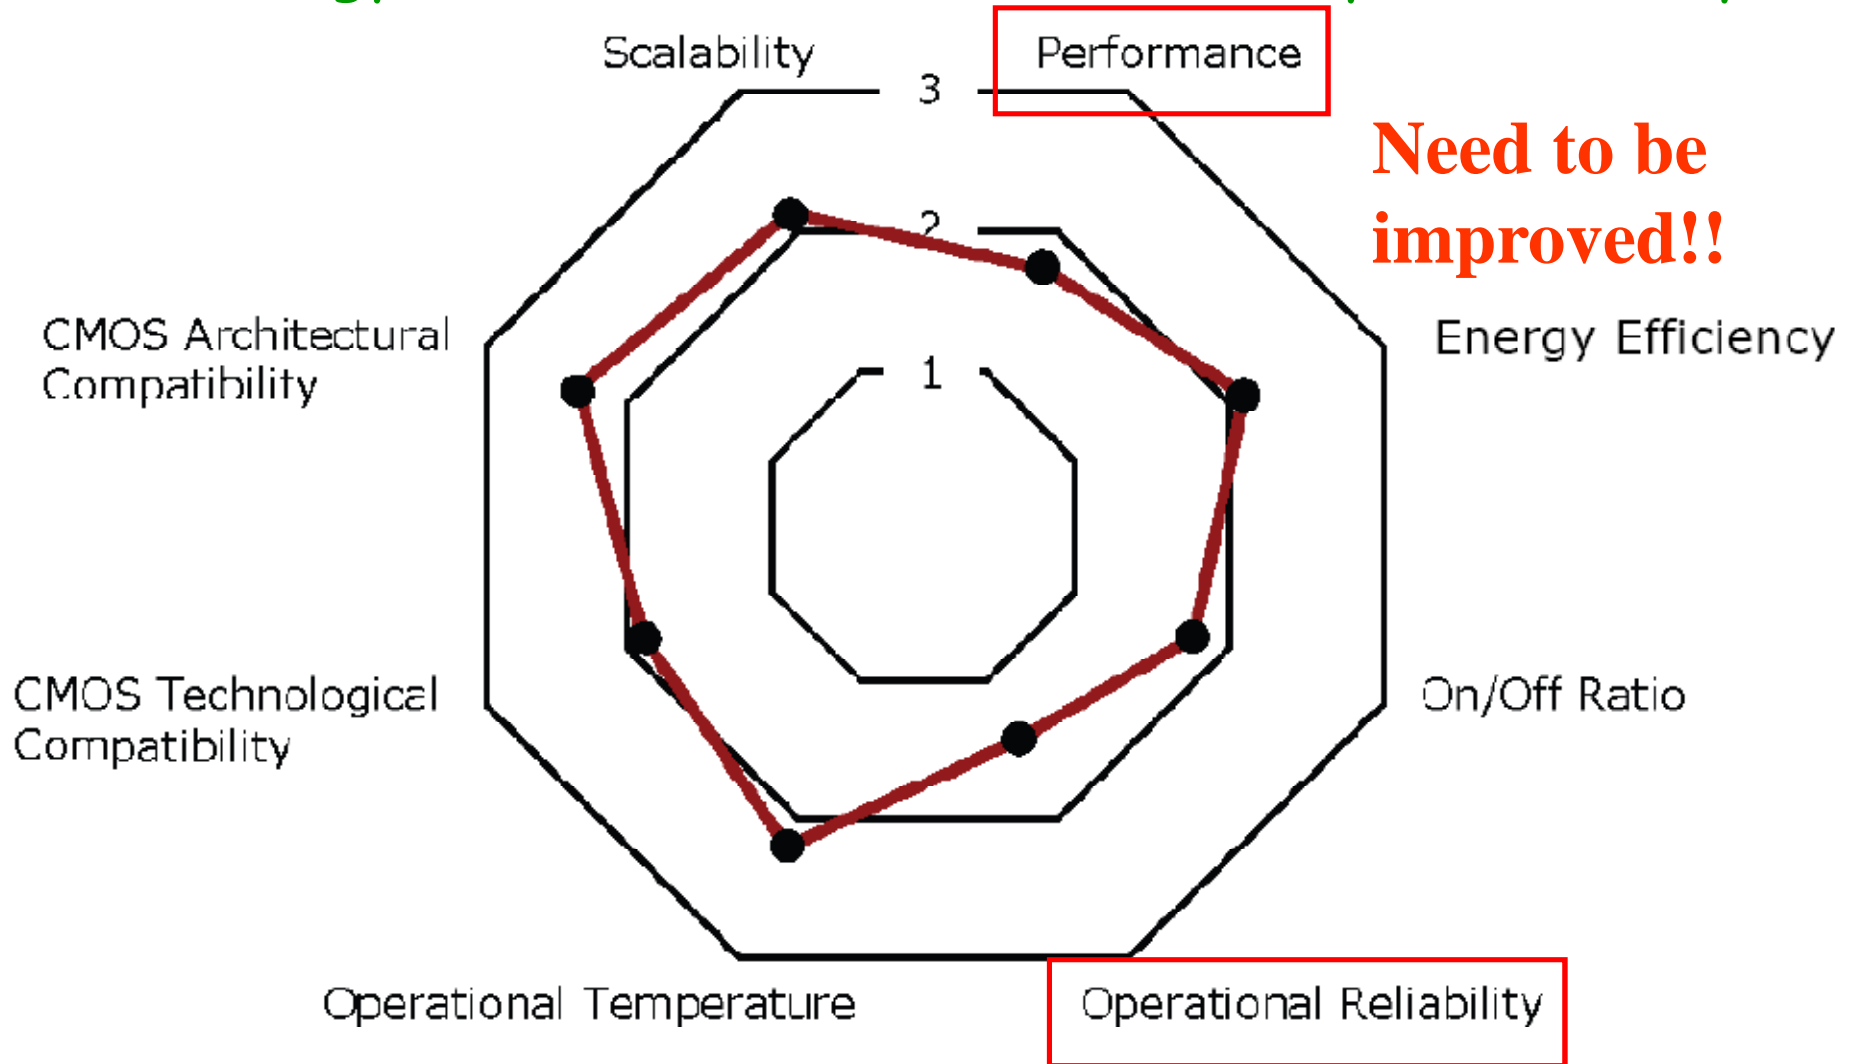 Scalability
Performance
3
Need to be
improved!!
2
CMOS Architectural
Compatibility
Energy Efficiency
1
CMOS Technological
Compatibility
On/Off Ratio
Operational Temperature
Operational Reliability